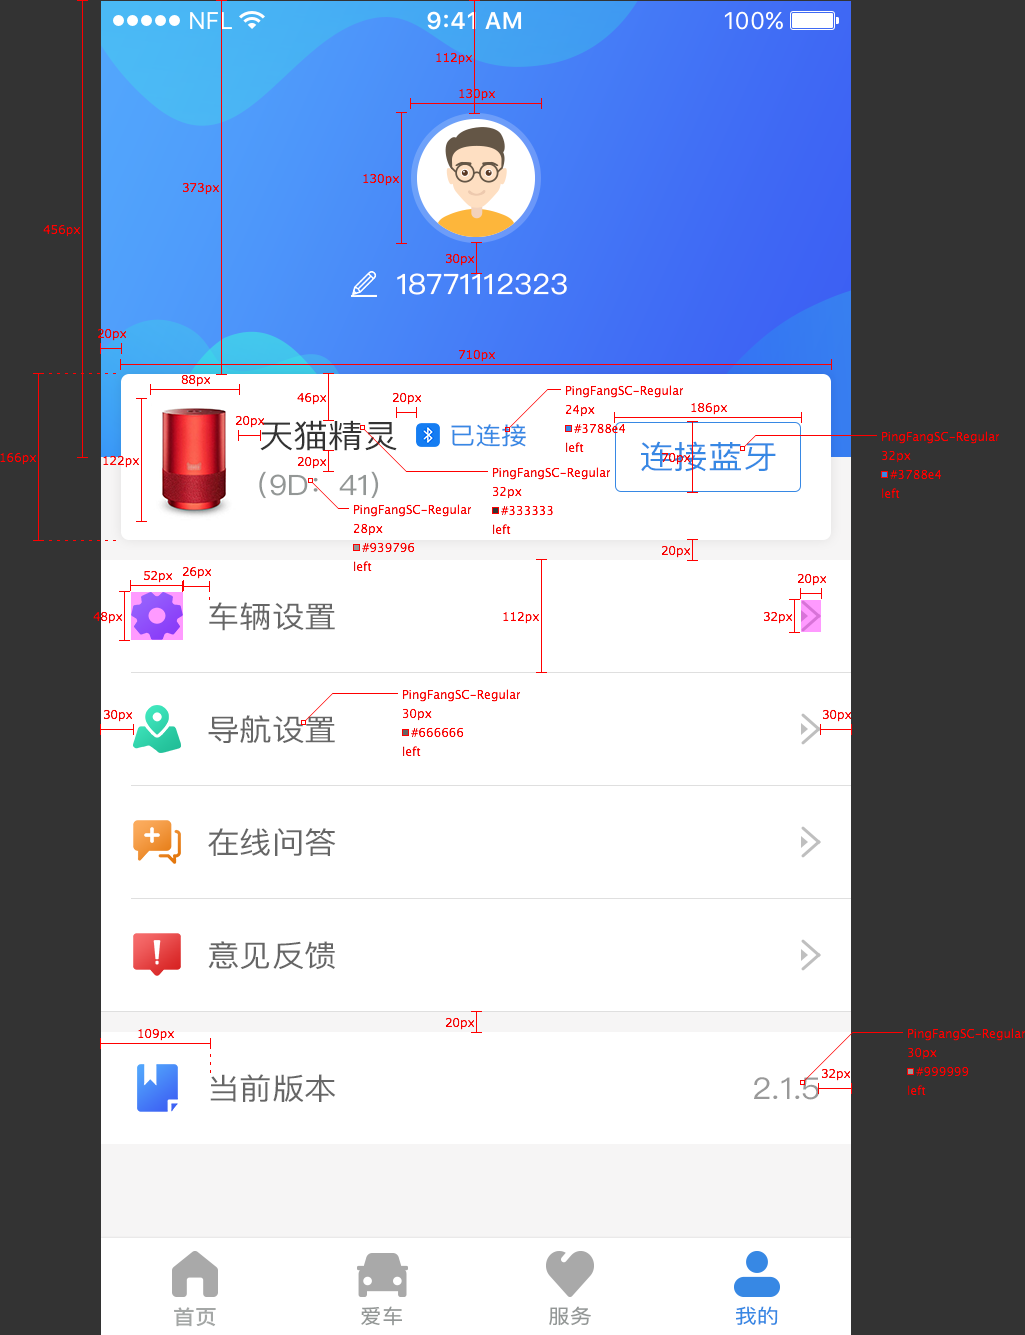 NFL 9:41 AM 100%
112px
130px
130px
373px
456px
30px
18771112323
20px
710px
88px
46px
20px
PingFangSC-Regular
24px
#3788e4
left
186px
20px
天猫精灵
已连接
连接蓝牙
70px
PingFangSC-Regular
32px
#3788e4
left
166px
122px
20px
(9D: 41)
PingFangSC-Regular
32px
#333333
left
PingFangSC-Regular
28px
#939796
left
20px
52px
26px
48px
车辆设置
112px
20px
32px
PingFangSC-Regular
30px
#666666
left
30px
导航设置
30px
在线问答
意见反馈
20px
109px
当前版本
2.1.5
32px
PingFangSC-Regular
30px
#999999
left
首页 爱车 服务 我的